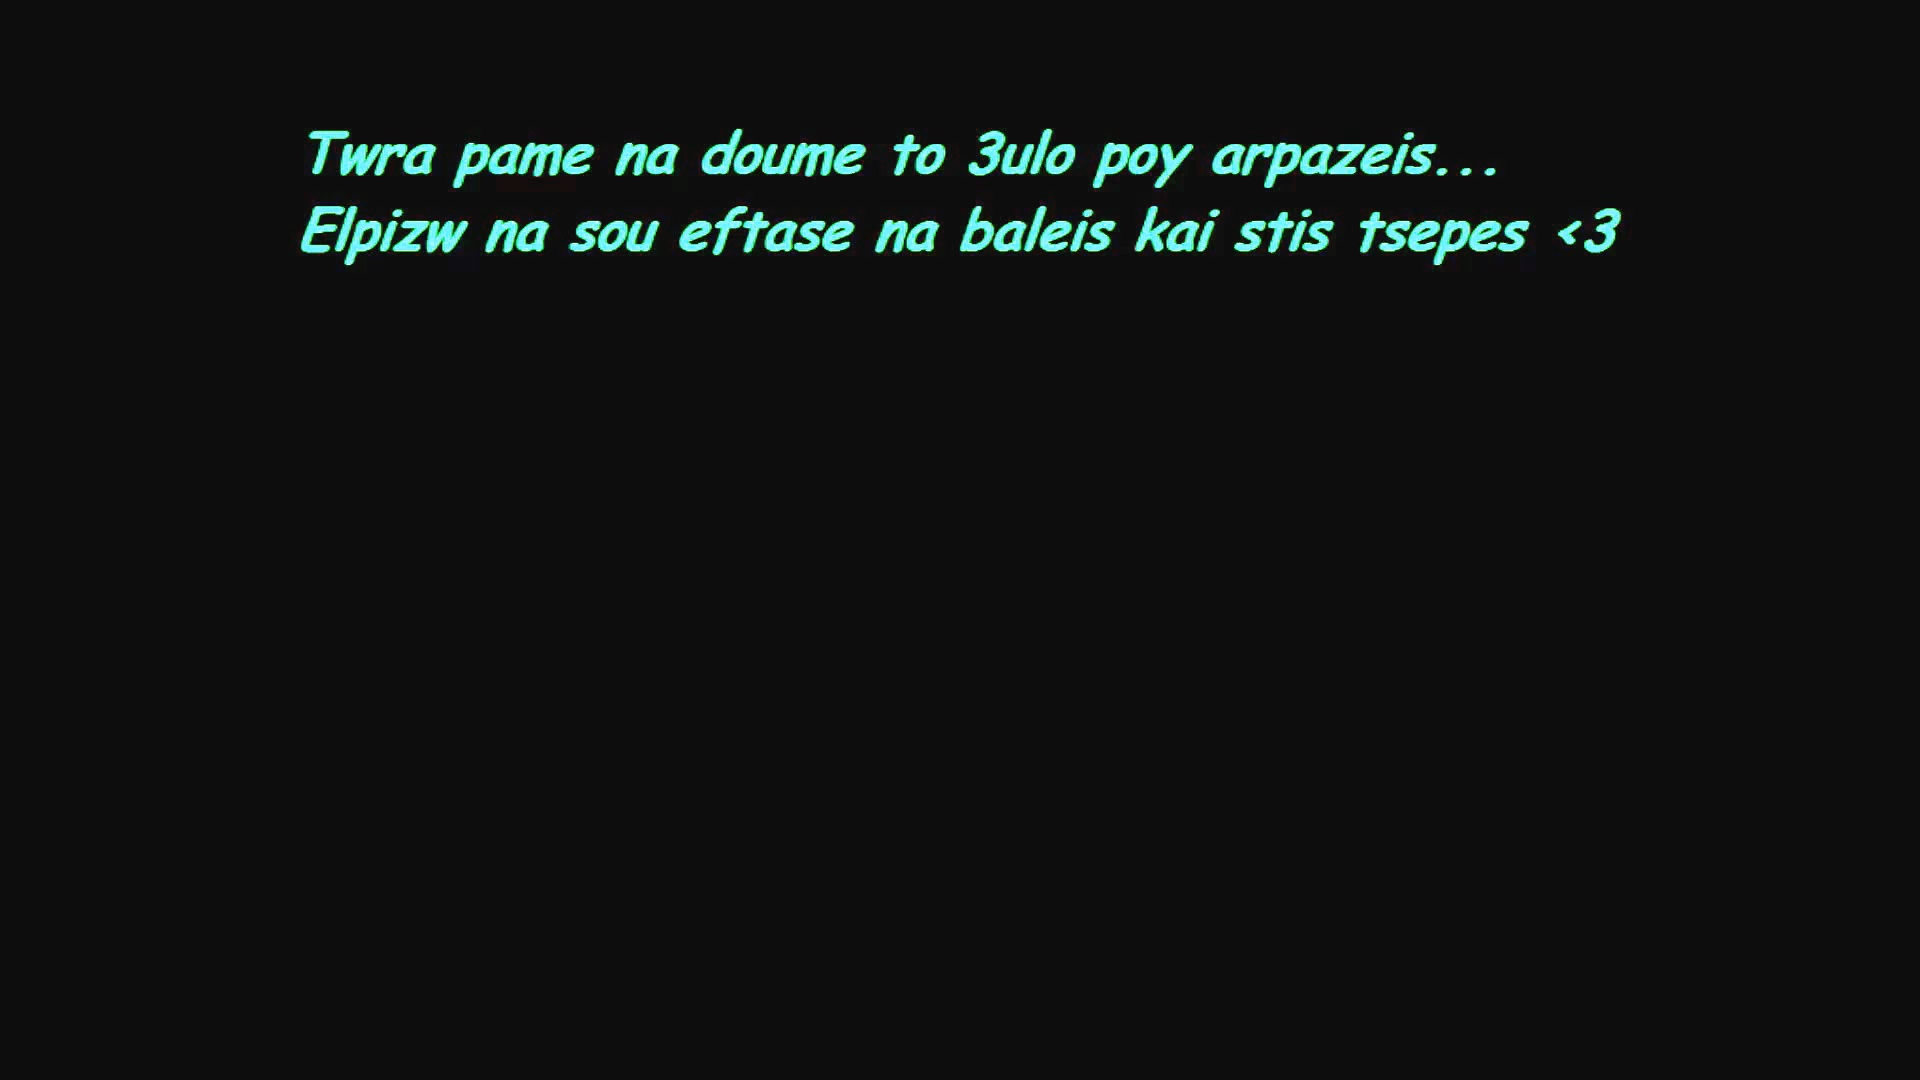 Twra pame na doume to 3ulo poy arpazeis...
Elpizw na sou eftase na baleis kai stis tsepes <3